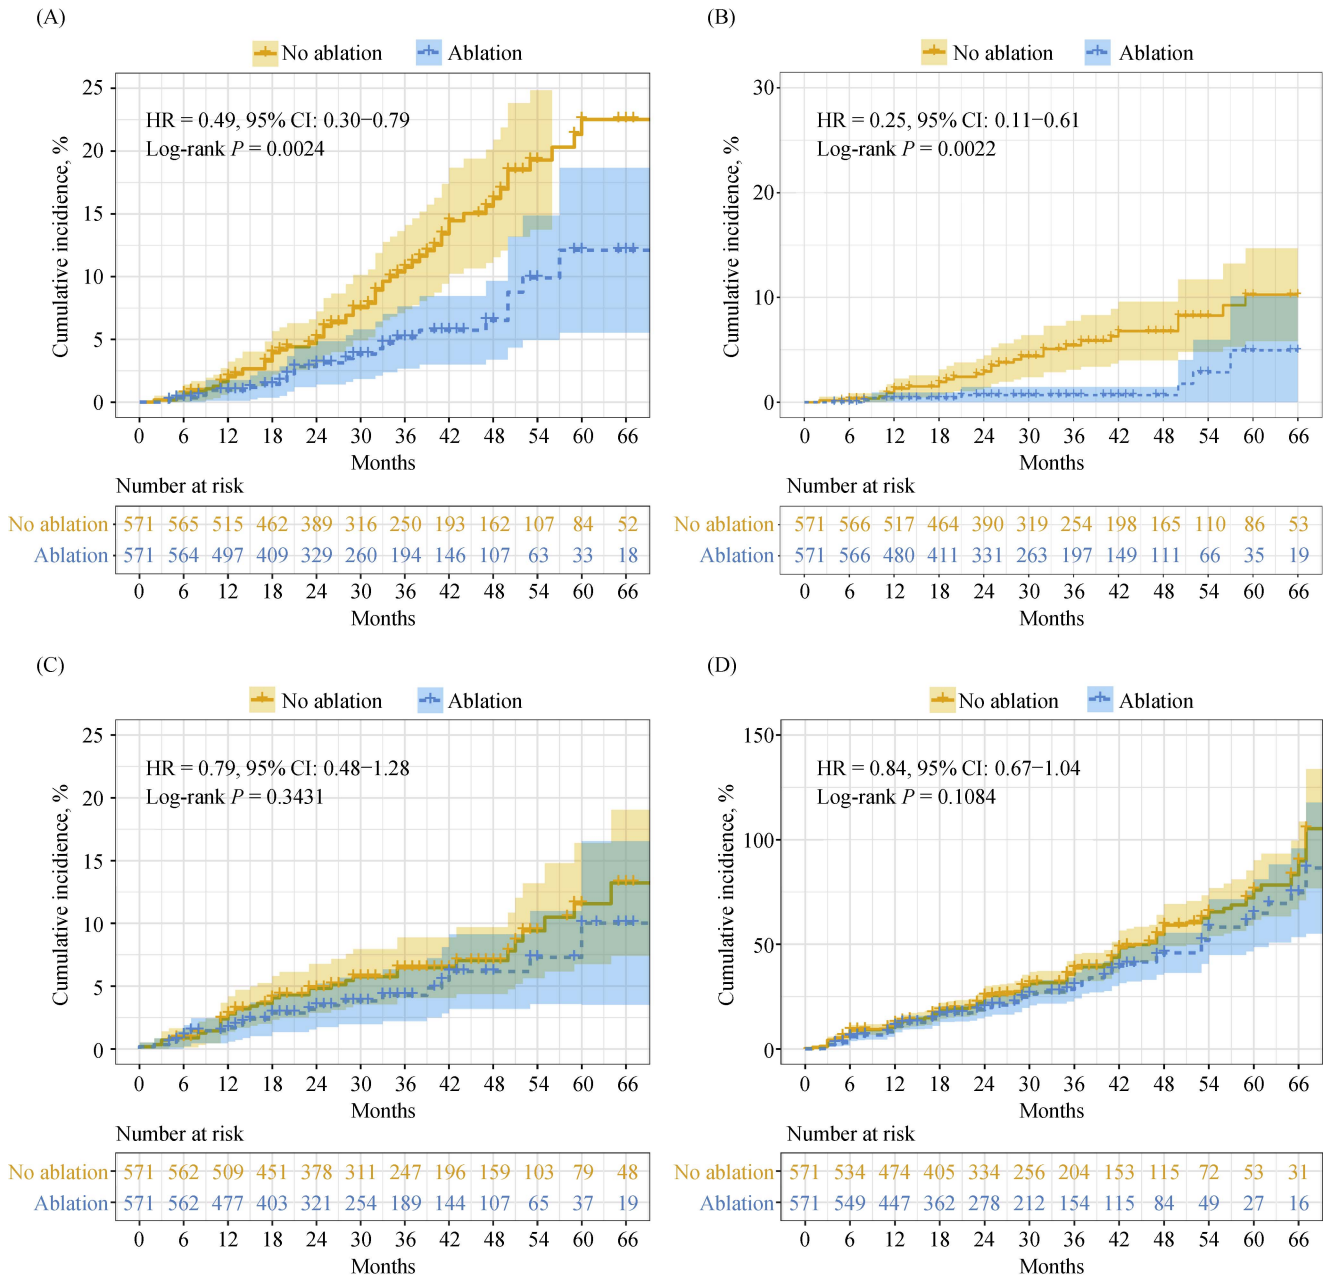 (A)
No ablation Ablation
Cumulative incidience, %
25
20
15
10
5
0
HR = 0.49, 95% CI: 0.30−0.79
Log-rank P = 0.0024
0 6 12 18 24 30 36 42 48 54 60 66
Months
Number at risk
No ablation 571 565 515 462 389 316 250 193 162 107 84 52
Ablation 571 564 497 409 329 260 194 146 107 63 33 18
0 6 12 18 24 30 36 42 48 54 60 66
Months
(B)
No ablation Ablation
Cumulative incidience, %
30
20
10
0
HR = 0.25, 95% CI: 0.11−0.61
Log-rank P = 0.0022
0 6 12 18 24 30 36 42 48 54 60 66
Months
Number at risk
No ablation 571 566 517 464 390 319 254 198 165 110 86 53
Ablation 571 566 480 411 331 263 197 149 111 66 35 19
0 6 12 18 24 30 36 42 48 54 60 66
Months
(C)
No ablation Ablation
Cumulative incidience, %
25
20
15
10
5
0
HR = 0.79, 95% CI: 0.48−1.28
Log-rank P = 0.3431
0 6 12 18 24 30 36 42 48 54 60 66
Months
Number at risk
No ablation 571 562 509 451 378 311 247 196 159 103 79 48
Ablation 571 562 477 403 321 254 189 144 107 65 37 19
0 6 12 18 24 30 36 42 48 54 60 66
Months
(D)
No ablation Ablation
Cumulative incidience, %
150
100
50
0
HR = 0.84, 95% CI: 0.67−1.04
Log-rank P = 0.1084
0 6 12 18 24 30 36 42 48 54 60 66
Months
Number at risk
No ablation 571 534 474 405 334 256 204 153 115 72 53 31
Ablation 571 549 447 362 278 212 154 115 84 49 27 16
0 6 12 18 24 30 36 42 48 54 60 66
Months